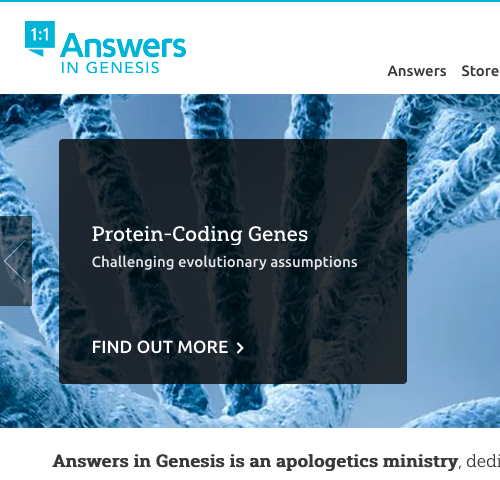 1:1
Answers
IN GENESIS
Answers Store
Protein-Coding Genes
Challenging evolutionary assumptions
FIND OUT MORE
Answers in Genesis is an apologetics ministry, dedi